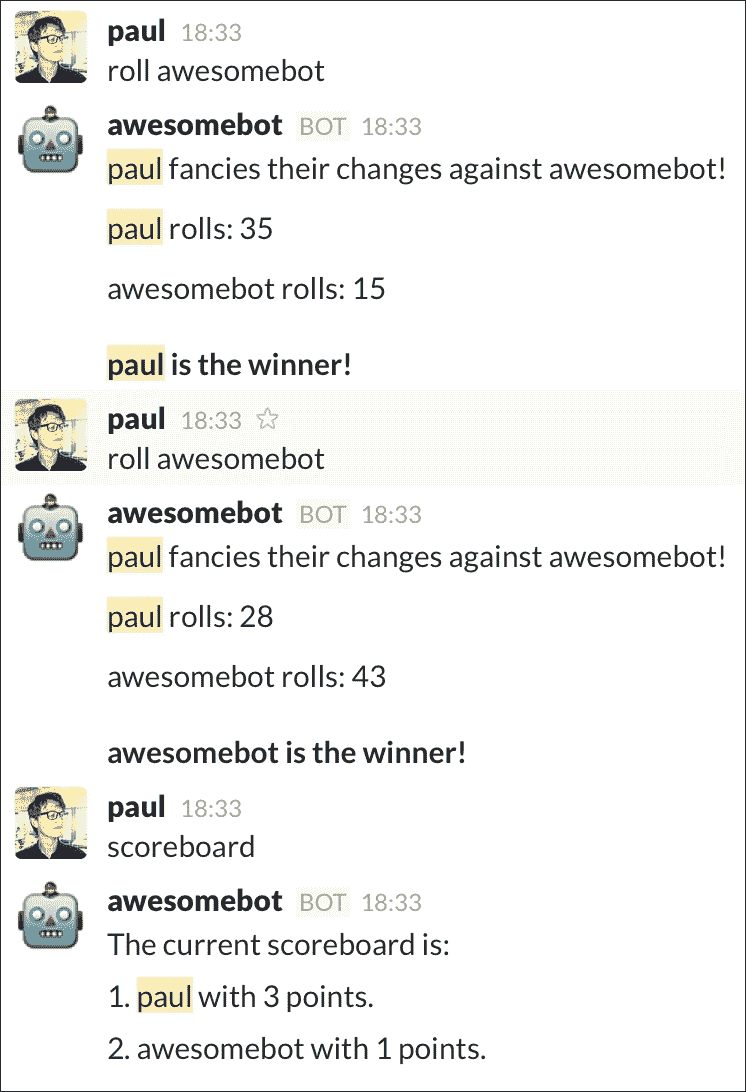 paul 18:33
roll awesomebot
awesomebot BOT 18:33
paul fancies their changes against awesomebot!
paul rolls: 35
awesomebot rolls: 15
paul is the winner!
paul 18:33
roll awesomebot
awesomebot BOT 18:33
paul fancies their changes against awesomebot!
paul rolls: 28
awesomebot rolls: 43
awesomebot is the winner!
paul 18:33
scoreboard
awesomebot BOT 18:33
The current scoreboard is:
1. paul with 3 points.
2. awesomebot with 1 points.